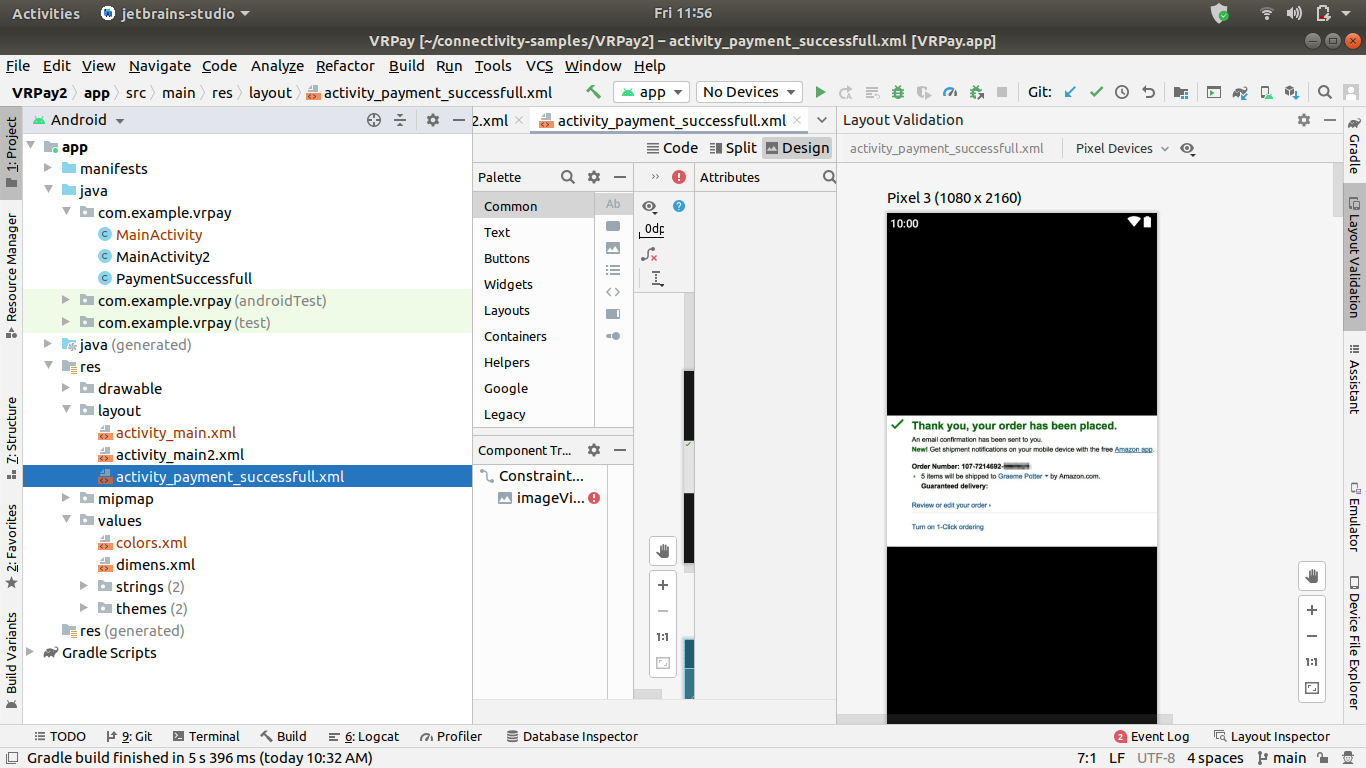 Activities
jetbrains-studio
Fri 11:56
VRPay [~/connectivity-samples/VRPay2] – activity_payment_successfull.xml [VRPay.app]
File Edit View Navigate Code Analyze Refactor Build Run Tools VCS Window Help
VRPay2 app src main res layout activity_payment_successfull.xml
app
No Devices
Git:
1: Project
Resource Manager
7: Structure
2: Favorites
Build Variants
Android
app
manifests
java
com.example.vrpay
MainActivity
MainActivity2
PaymentSuccessfull
com.example.vrpay (androidTest)
com.example.vrpay (test)
java (generated)
res
drawable
layout
activity_main.xml
activity_main2.xml
activity_payment_successfull.xml
mipmap
values
colors.xml
dimens.xml
strings (2)
themes (2)
res (generated)
Gradle Scripts
2.xml
activity_payment_successfull.xml
Code Split Design
Palette
Common
Text
Buttons
Widgets
Layouts
Containers
Helpers
Google
Legacy
Ab
Component Tr...
Constraint...
imageVi...
0dp
1:1
Attributes
Layout Validation
activity_payment_successfull.xml
Pixel Devices
Pixel 3 (1080 x 2160)
10:00
Thank you, your order has been placed.
An email confirmation has been sent to you.
New! Get shipment notifications on your mobile device with the free Amazon app.
Order Number: 107-7214692-
• 5 items will be shipped to Graeme Potter by Amazon.com.
Guaranteed delivery:
Review or edit your order ›
Turn on 1-Click ordering
1:1
Gradle
Layout Validation
Assistant
Emulator
Device File Explorer
TODO
9: Git
Terminal
Build
6: Logcat
Profiler
Database Inspector
2 Event Log
Layout Inspector
Gradle build finished in 5 s 396 ms (today 10:32 AM)
7:1 LF UTF-8 4 spaces main